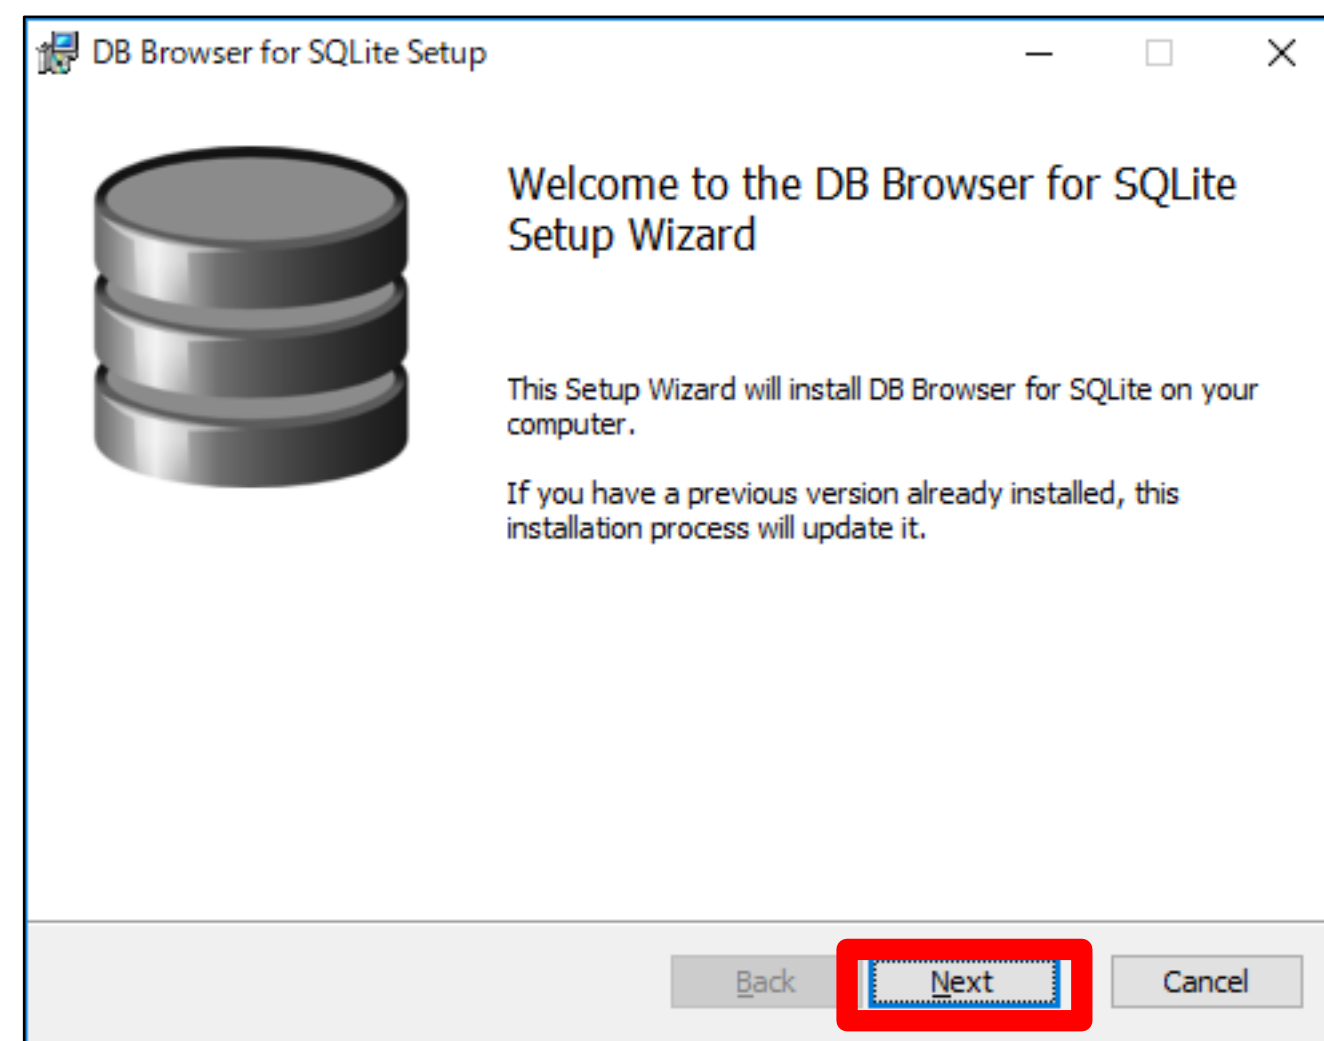 DB Browser for SQLite Setup
Welcome to the DB Browser for SQLite
Setup Wizard
This Setup Wizard will install DB Browser for SQLite on your
computer.
If you have a previous version already installed, this
installation process will update it.
Back
Next
Cancel